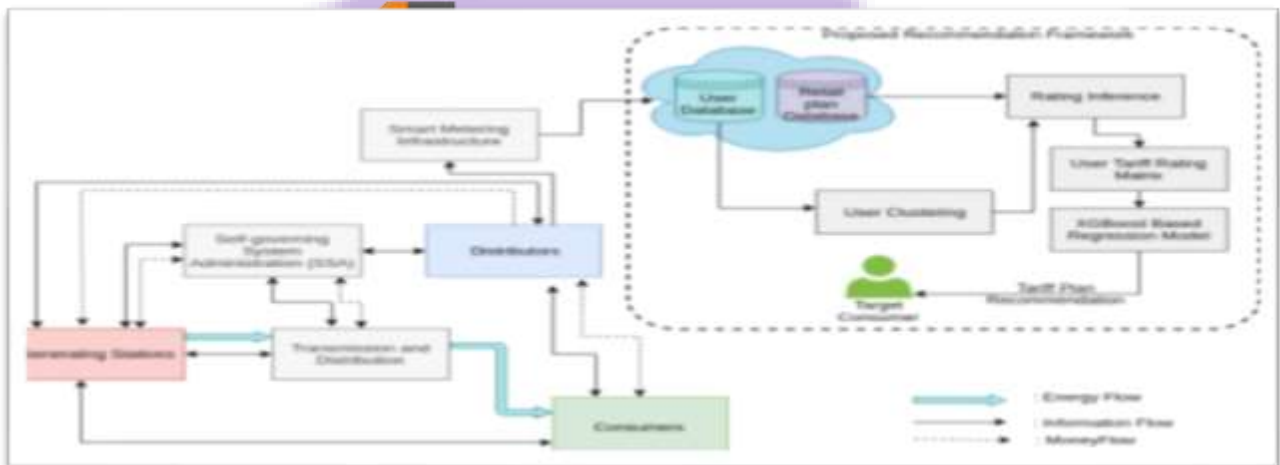 Proposed Recommendation Framework
User
Database
Retail
plan
Database
Rating Inference
Smart Metering
Infrastructure
User Tariff Rating
Matrix
User Clustering
XGBoost Based
Regression Model
Self-governing
System
Administration (SSA)
Distributors
Tariff Plan
Recommendation
Target
Consumer
enerating Stations
Transmission and
Distribution
Consumers
: Energy Flow
: Information Flow
: MoneyFlow